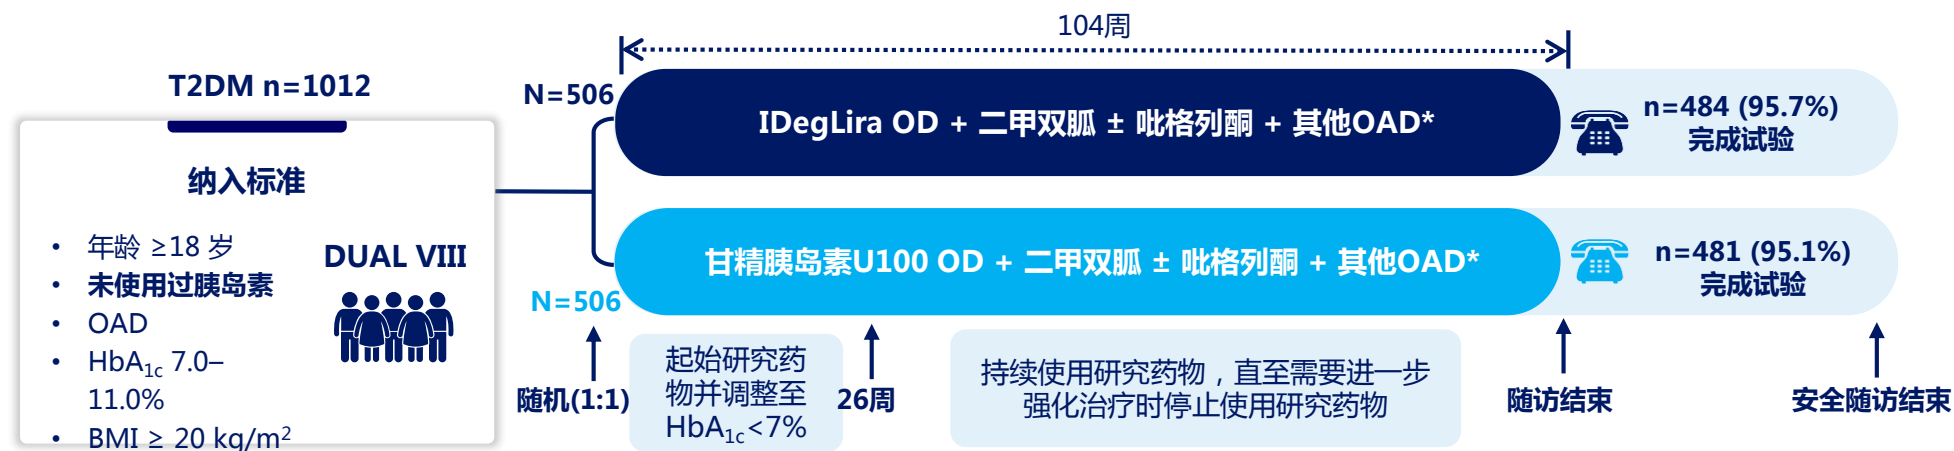 104周
T2DM n=1012
纳入标准
• 年龄 ≥18 岁
• 未使用过胰岛素
• OAD
• HbA1c 7.0–
11.0%
• BMI ≥ 20 kg/m2
DUAL VIII
N=506
IDegLira OD + 二甲双胍 ± 吡格列酮 + 其他OAD*
n=484 (95.7%)
完成试验
N=506
甘精胰岛素U100 OD + 二甲双胍 ± 吡格列酮 + 其他OAD*
n=481 (95.1%)
完成试验
随机(1:1)
起始研究药
物并调整至
HbA1c<7%
26周
持续使用研究药物，直至需要进一步
强化治疗时停止使用研究药物
随访结束
安全随访结束